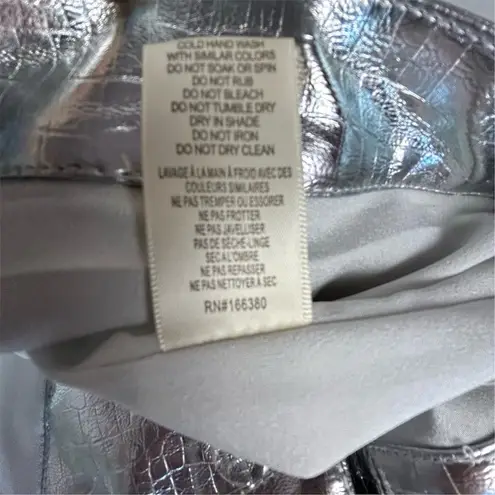 COLD HAND WASH
WITH SIMILAR COLORS
DO NOT SOAK OR SPIN
DO NOT RUB
DO NOT BLEACH
DO NOT TUMBLE DRY
DRY IN SHADE
DO NOT IRON
DO NOT DRY CLEAN
LAVAGE À LA MAIN À FROID AVEC DES
COULEURS SIMILAIRES
NE PAS TREMPER OU ESSORER
NE PAS FROTTER
NE PAS JAVELLISER
PAS DE SÈCHE-LINGE
SEC A L'OMBRE
NE PAS REPASSER
NE PAS NETTOYER À SEC
RN#166380